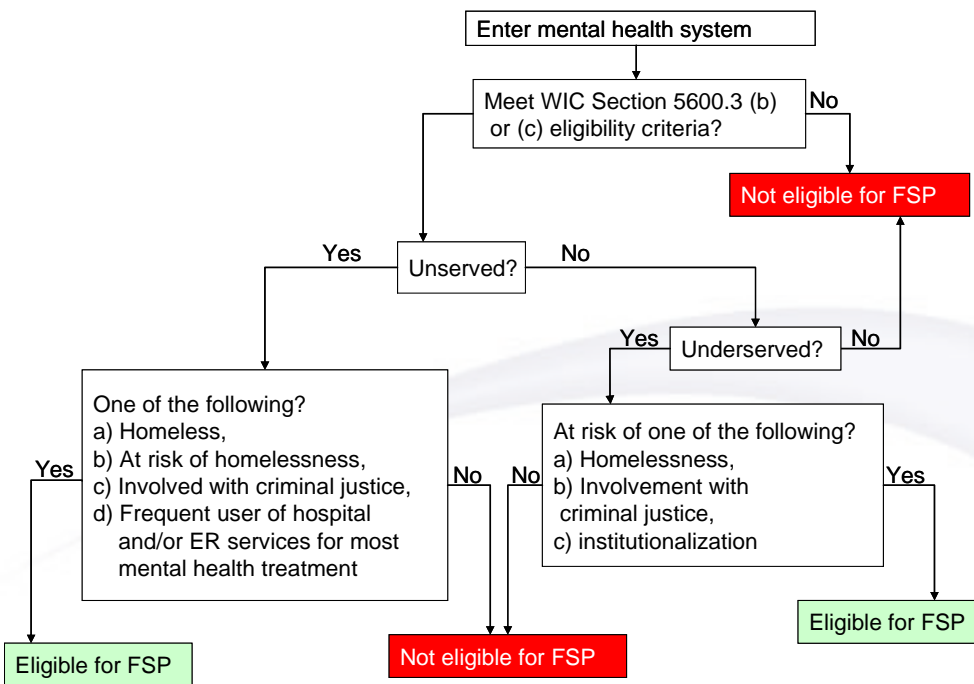 Enter mental health system
Meet WIC Section 5600.3 (b)
or (c) eligibility criteria?
No
Not eligible for FSP
Yes
Unserved?
No
Yes
Underserved?
No
One of the following?
a) Homeless,
b) At risk of homelessness,
c) Involved with criminal justice,
d) Frequent user of hospital
and/or ER services for most
mental health treatment
Yes
No
At risk of one of the following?
a) Homelessness,
b) Involvement with
criminal justice,
c) institutionalization
No
Yes
Eligible for FSP
Not eligible for FSP
Eligible for FSP